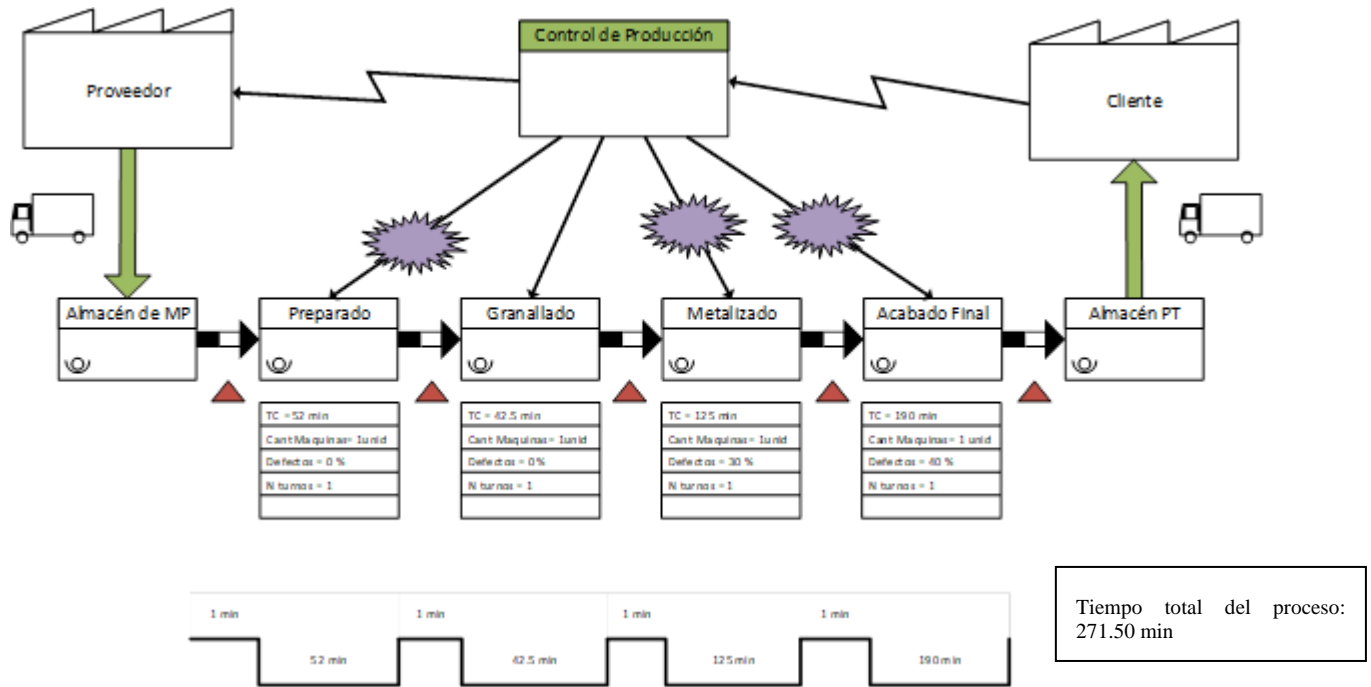 Control de Producción
Proveedor
Cliente
Almacén de MP
Preparado
Granallado
Metalizado
Acabado Final
Almacén PT
TC = 52 min
Cant Maquinas= 1unid
Defectos = 0 %
N turnos = 1
TC = 42.5 min
Cant Maquinas= 1unid
Defectos = 0%
N turnos = 1
TC = 125 min
Cant Maquinas= 1unid
Defectos = 30 %
N turnos = 1
TC = 190 min
Cant Maquinas= 1 unid
Defectos = 40 %
N turnos = 1
1 min
1 min
1 min
1 min
52 min
42.5 min
125 min
190 min
Tiempo total del proceso:
271.50 min